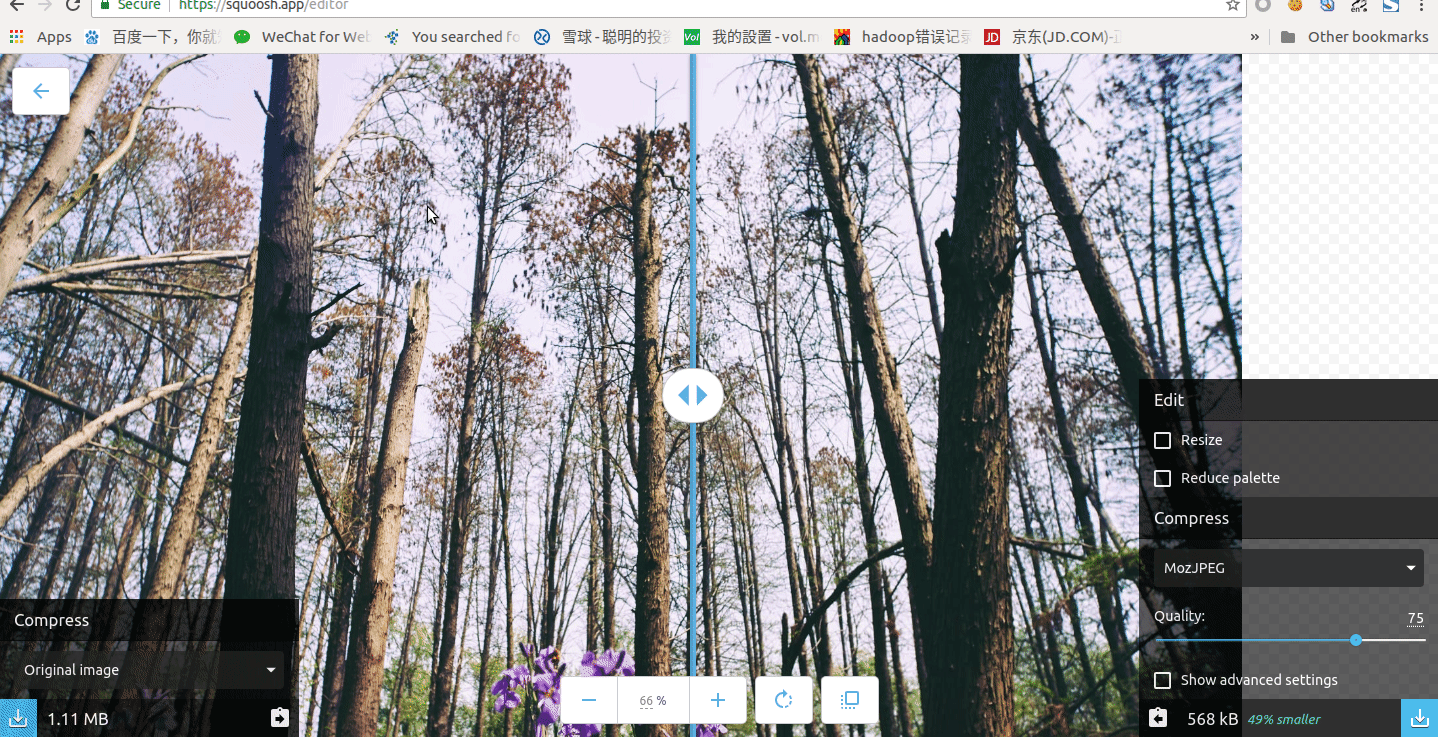 Secure https://squoosh.app/editor
Apps 百度一下，你就 WeChat for Web You searched fo 雪球 - 聪明的投 Vo! 我的設置 - vol.m hadoop错误记 JD 京东(JD.COM)- » Other bookmarks
Edit
Resize
Reduce palette
Compress
MozJPEG
Quality: 75
Show advanced settings
568 kB 49% smaller
Compress
Original image
1.11 MB
66 %